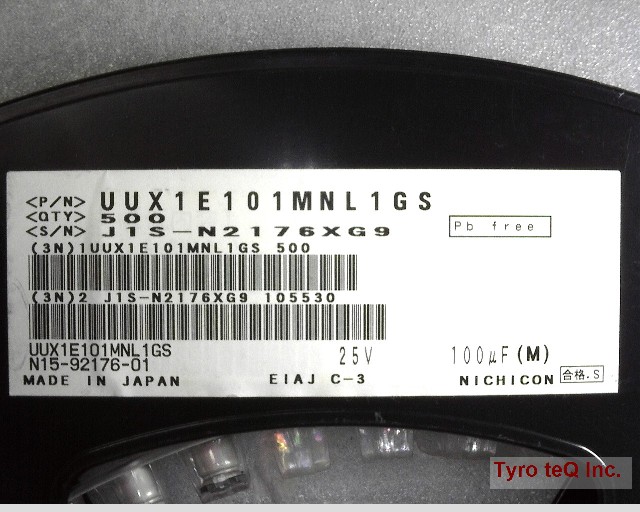 <P/N> UUX1E101MNL1GS
<QTY> 500
<S/N> J1S-N2176XG9
Pb free
(3N)1UUX1E101MNL1GS 500
(3N)2 J1S-N2176XG9 105530
UUX1E101MNL1GS 25V 100μF (M)
N15-92176-01
MADE IN JAPAN EIAJ C-3 NICHICON 合格.S
Tyro teQ Inc.